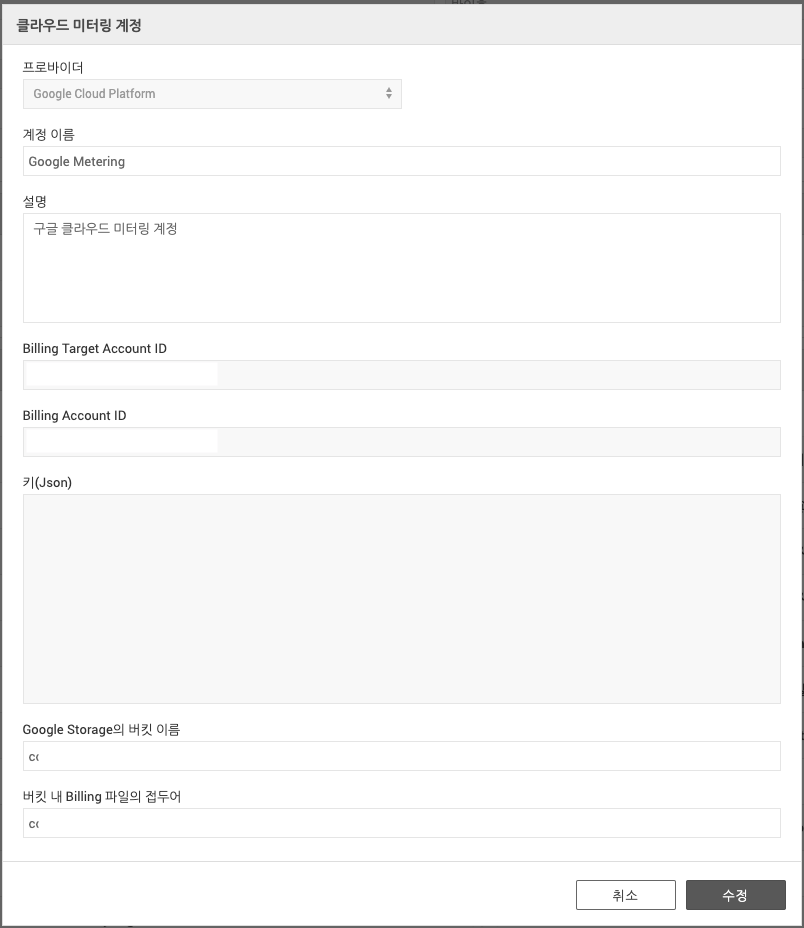 클라우드 미터링 계정
프로바이더
Google Cloud Platform
계정 이름
Google Metering
설명
구글 클라우드 미터링 계정
Billing Target Account ID
Billing Account ID
키(Json)
Google Storage의 버킷 이름
버킷 내 Billing 파일의 접두어
취소
수정